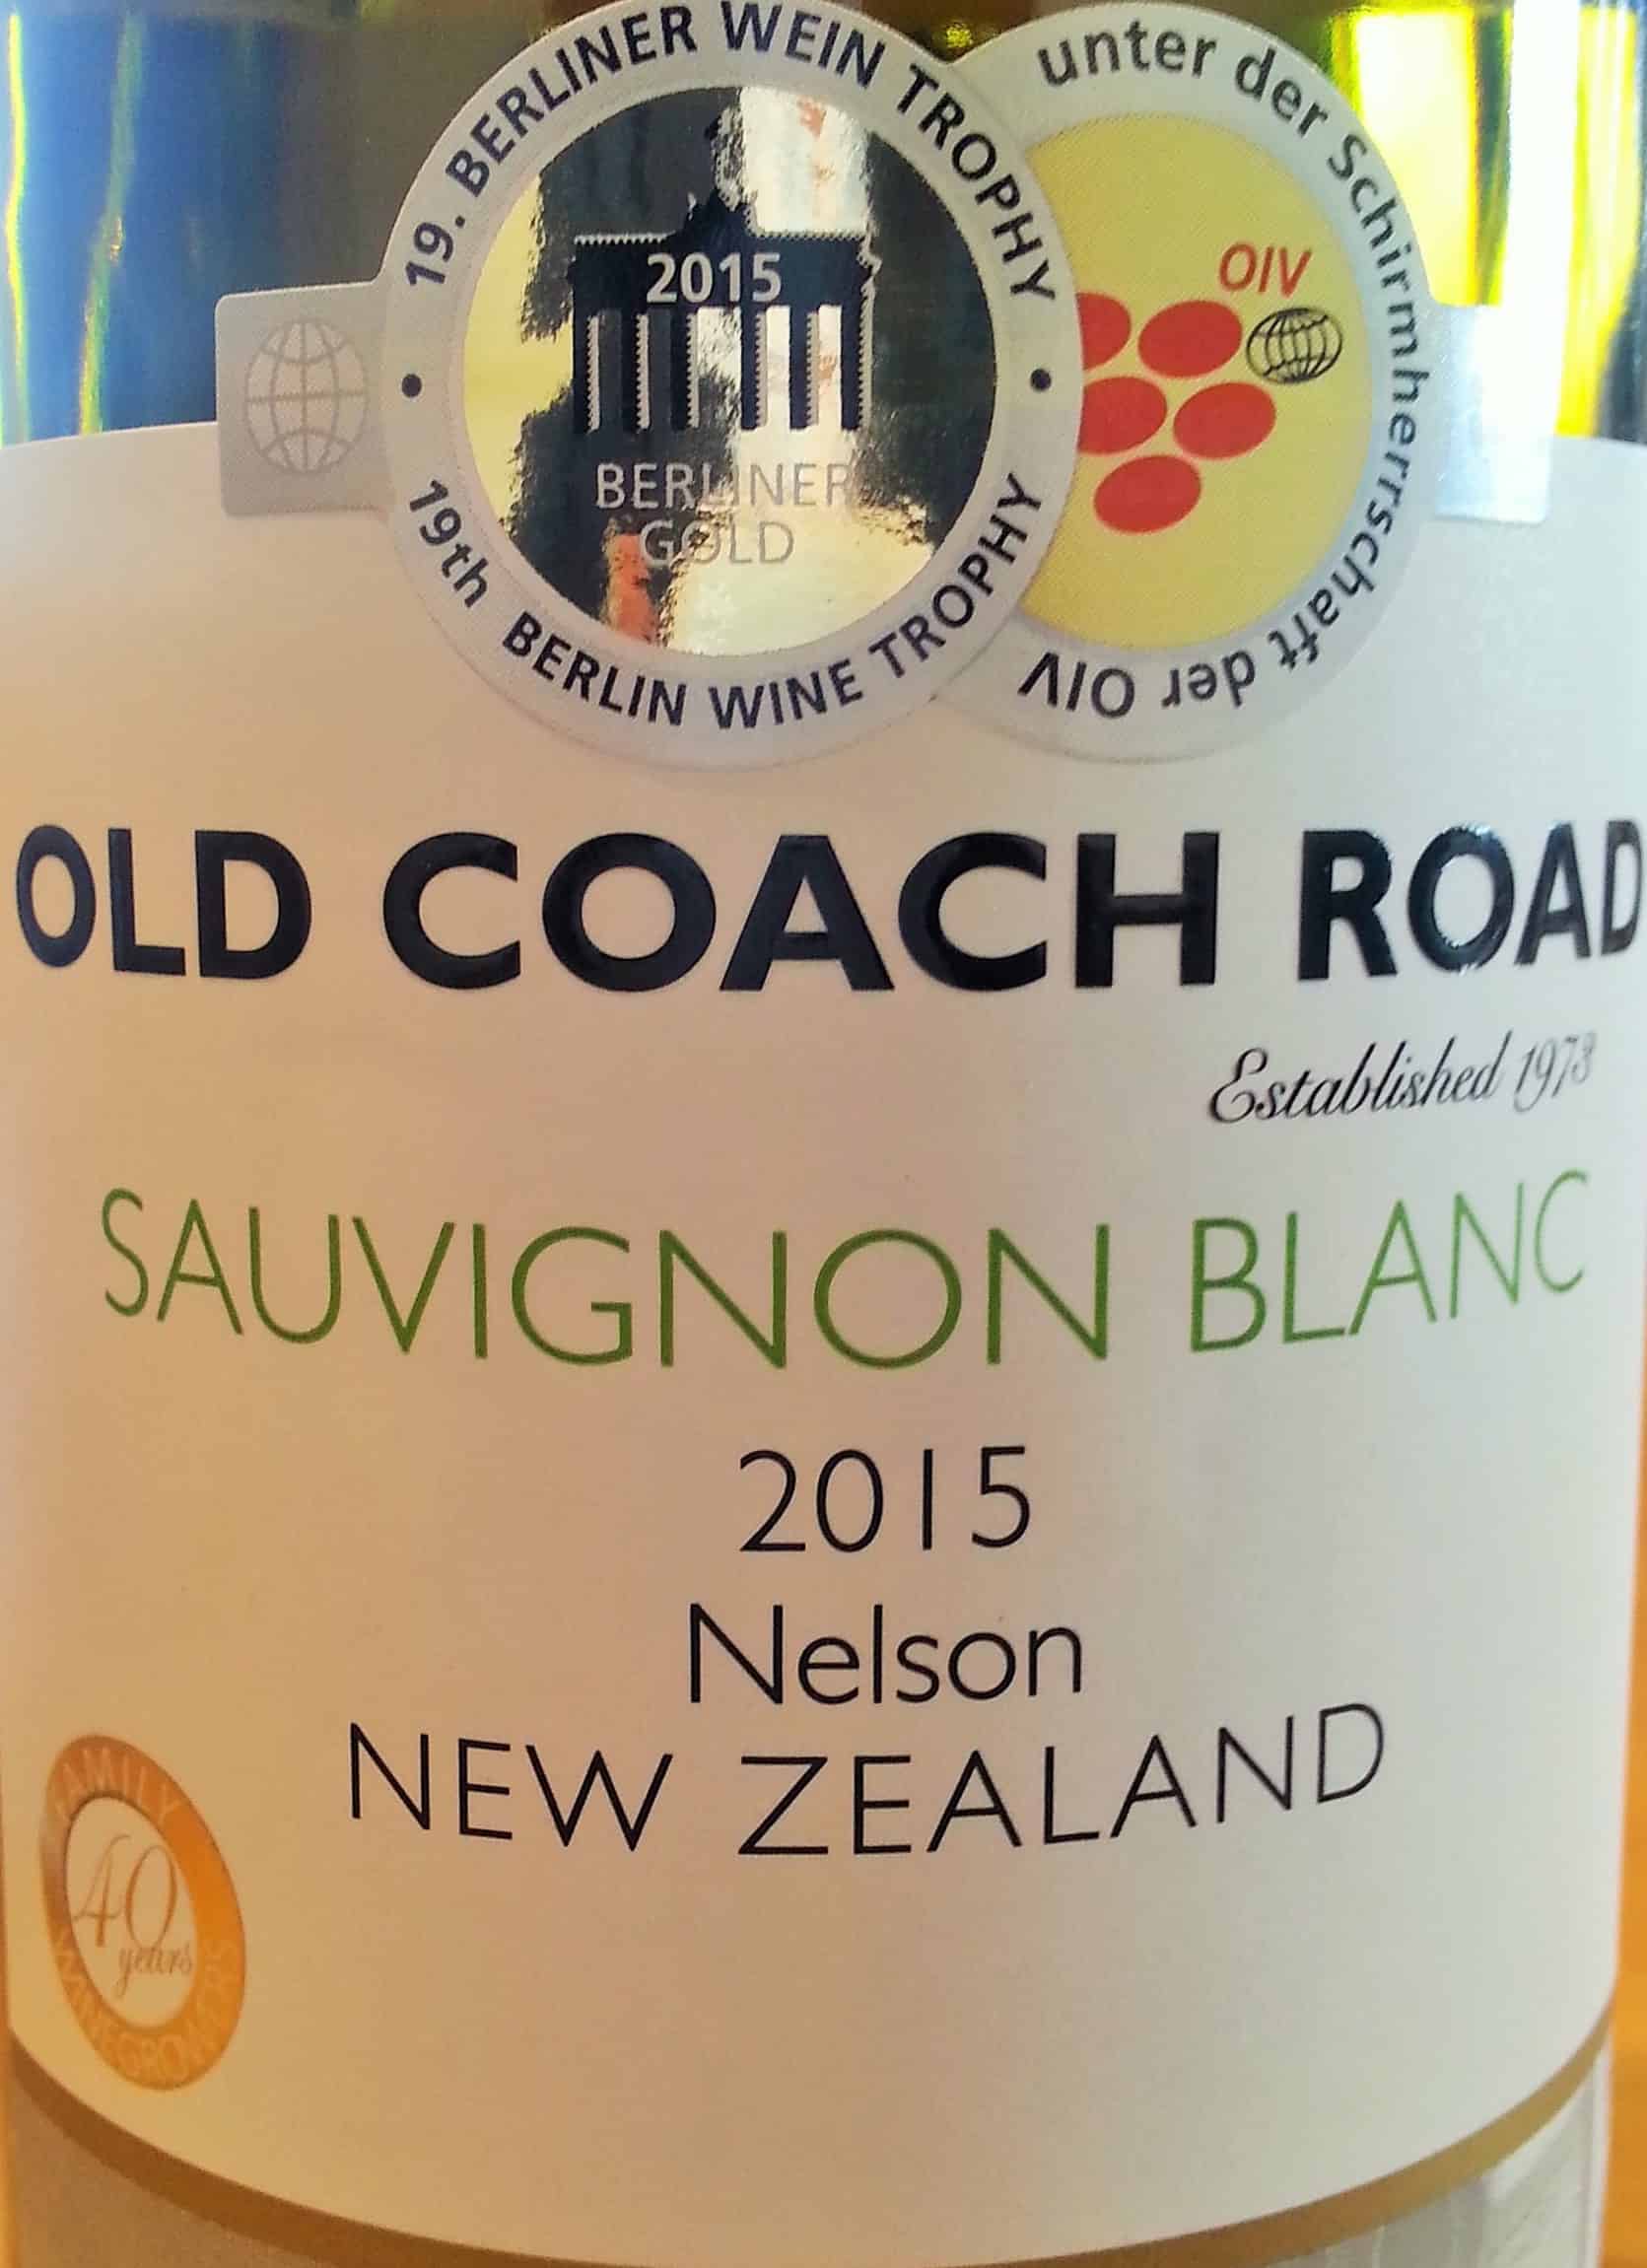 19. BERLINER WEIN TROPHY
unter der Schirmherrschaft der OIV
OIV
2015
BERLINER
GOLD
19th BERLIN WINE TROPHY
OLD COACH ROAD
Established 1973
SAUVIGNON BLANC
2015
Nelson
NEW ZEALAND
FAMILY
40
years
WINEGROWERS